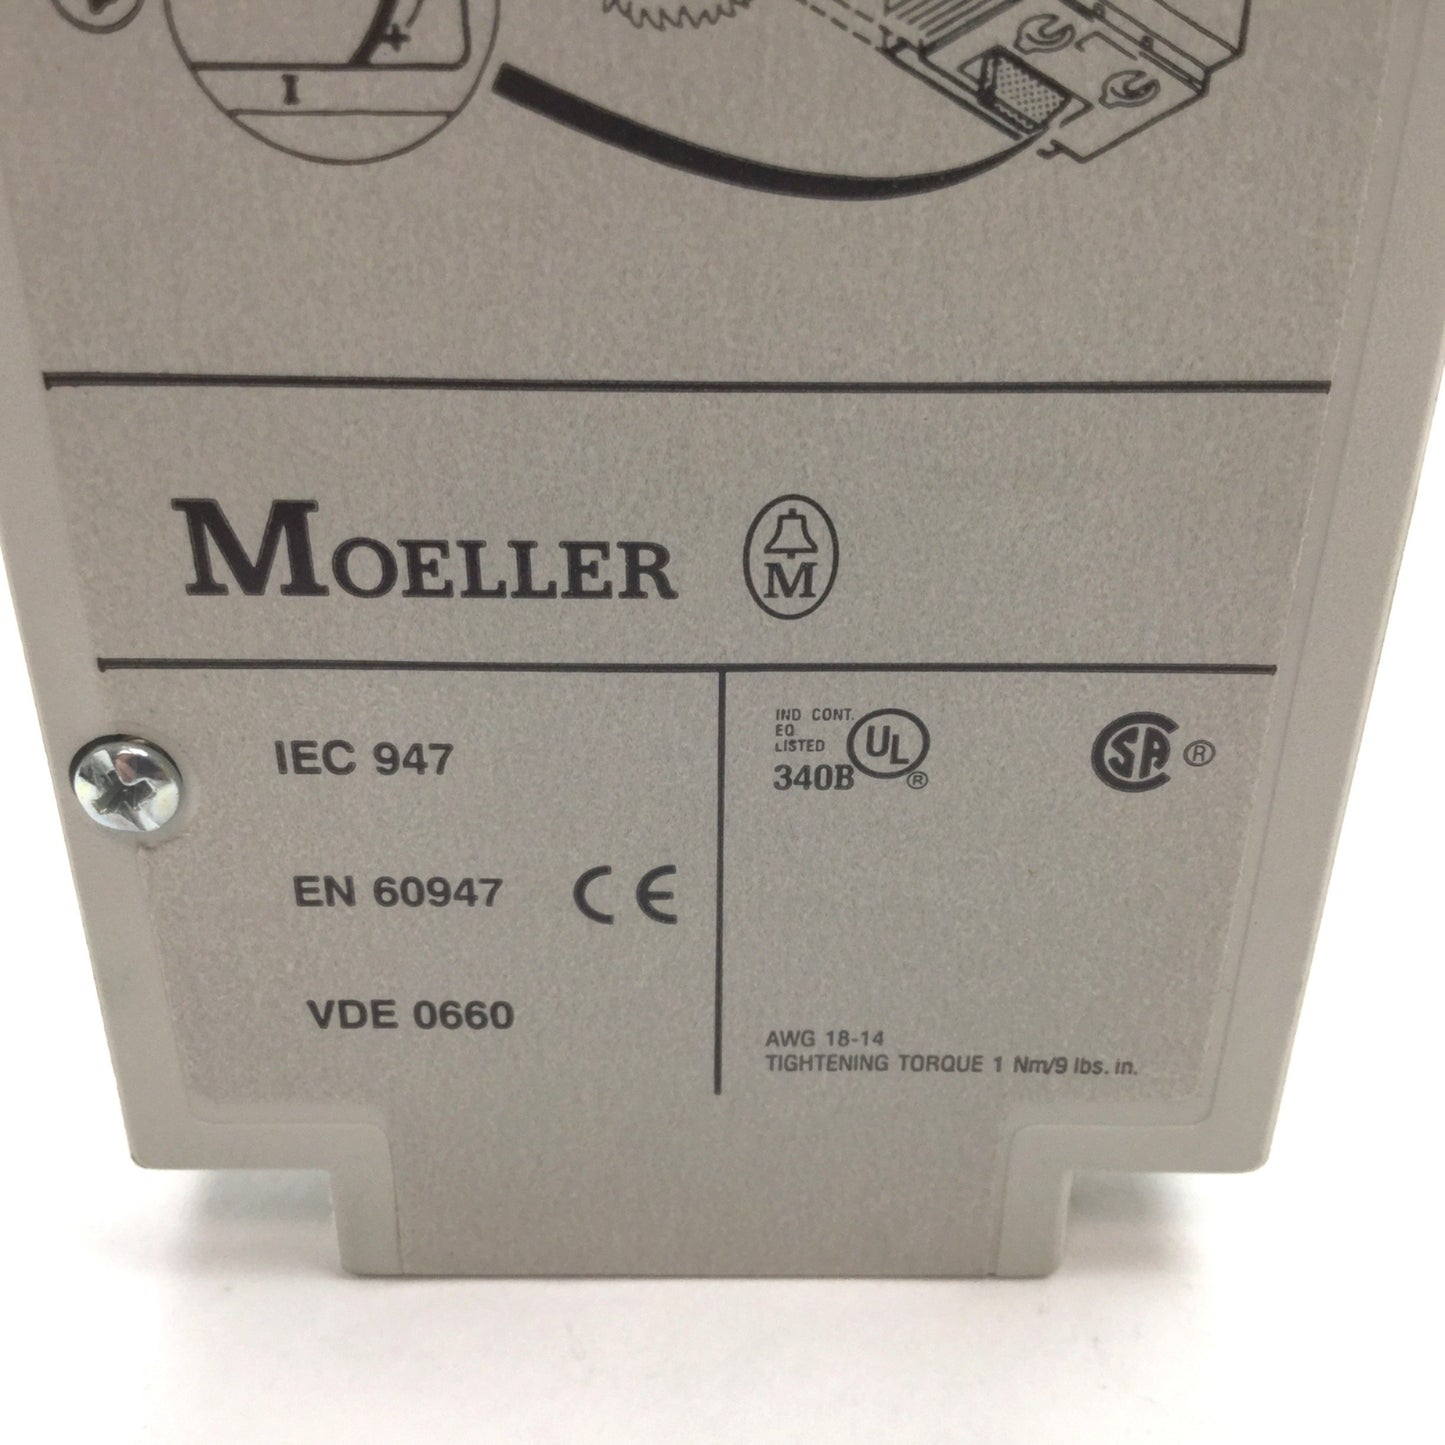 +
I
MOELLER
M
IEC 947
EN 60947 CE
VDE 0660
IND CONT.
EQ
LISTED
340B
UL ®
CSA ®
AWG 18-14
TIGHTENING TORQUE 1 Nm/9 lbs. in.